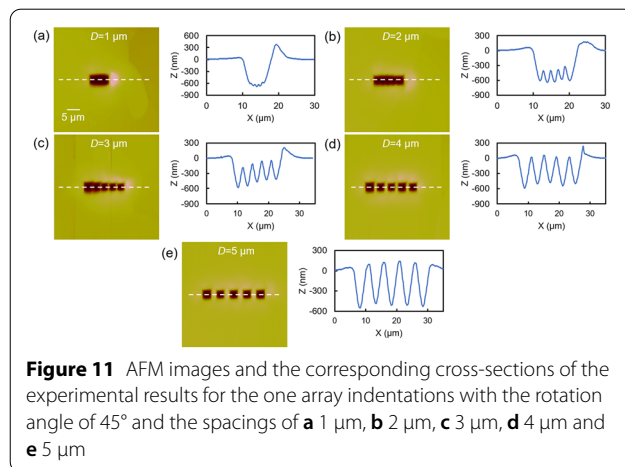 (a)
D=1 µm
5 µm
600
300
0
-300
-600
-900
Z (nm)
0 10 20 30
X (µm)
(b)
D=2 µm
600
300
0
-300
-600
-900
Z (nm)
0 10 20 30
X (µm)
(c)
D=3 µm
300
0
-300
-600
-900
Z (nm)
0 10 20 30
X (µm)
(d)
D=4 µm
300
0
-300
-600
-900
Z (nm)
0 10 20 30
X (µm)
(e)
D=5 µm
300
0
-300
-600
Z (nm)
0 10 20 30
X (µm)
Figure 11 AFM images and the corresponding cross-sections of the
experimental results for the one array indentations with the rotation
angle of 45° and the spacings of a 1 µm, b 2 µm, c 3 µm, d 4 µm and
e 5 µm